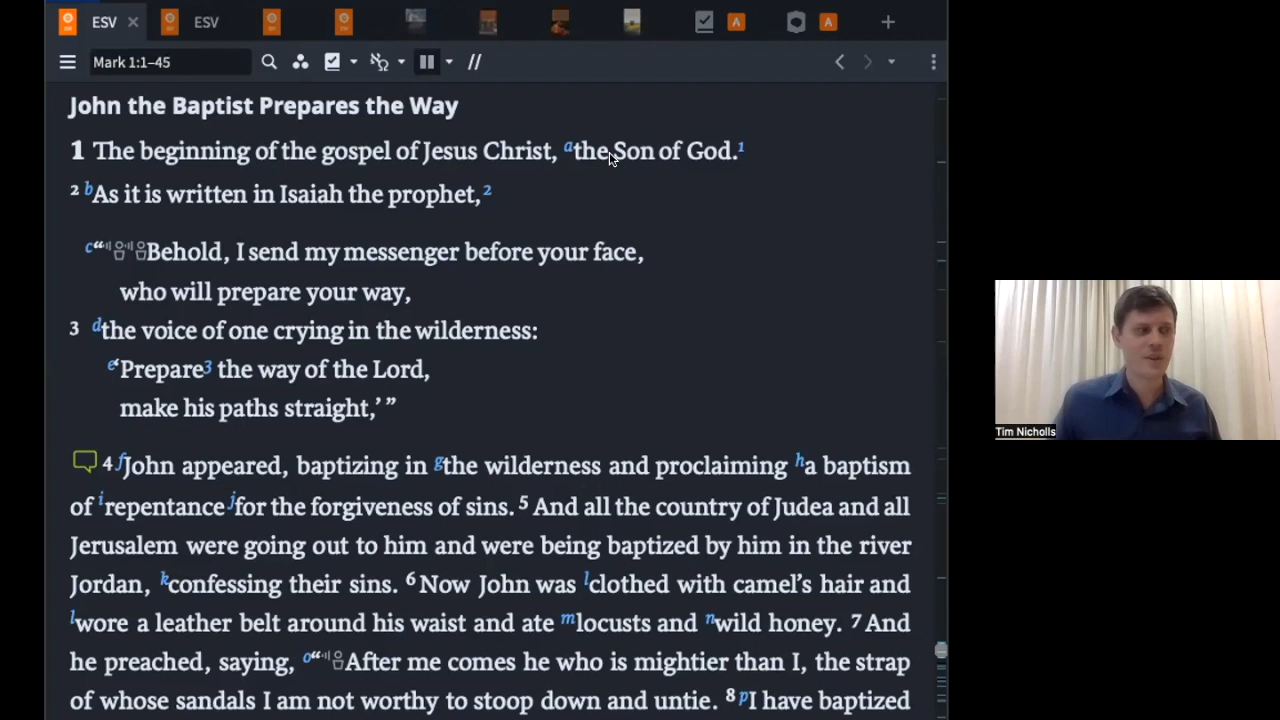 ESV
ESV
A
A
Mark 1:1–45
John the Baptist Prepares the Way
1 The beginning of the gospel of Jesus Christ, a the Son of God.1
2 b As it is written in Isaiah the prophet,2
c “Behold, I send my messenger before your face,
who will prepare your way,
3 d the voice of one crying in the wilderness:
e ‘Prepare3 the way of the Lord,
make his paths straight,’ ”
4 f John appeared, baptizing in g the wilderness and proclaiming h a baptism
of i repentance j for the forgiveness of sins. 5 And all the country of Judea and all
Jerusalem were going out to him and were being baptized by him in the river
Jordan, k confessing their sins. 6 Now John was l clothed with camel’s hair and
l wore a leather belt around his waist and ate m locusts and n wild honey. 7 And
he preached, saying, o “After me comes he who is mightier than I, the strap
of whose sandals I am not worthy to stoop down and untie. 8 p I have baptized
Tim Nicholls